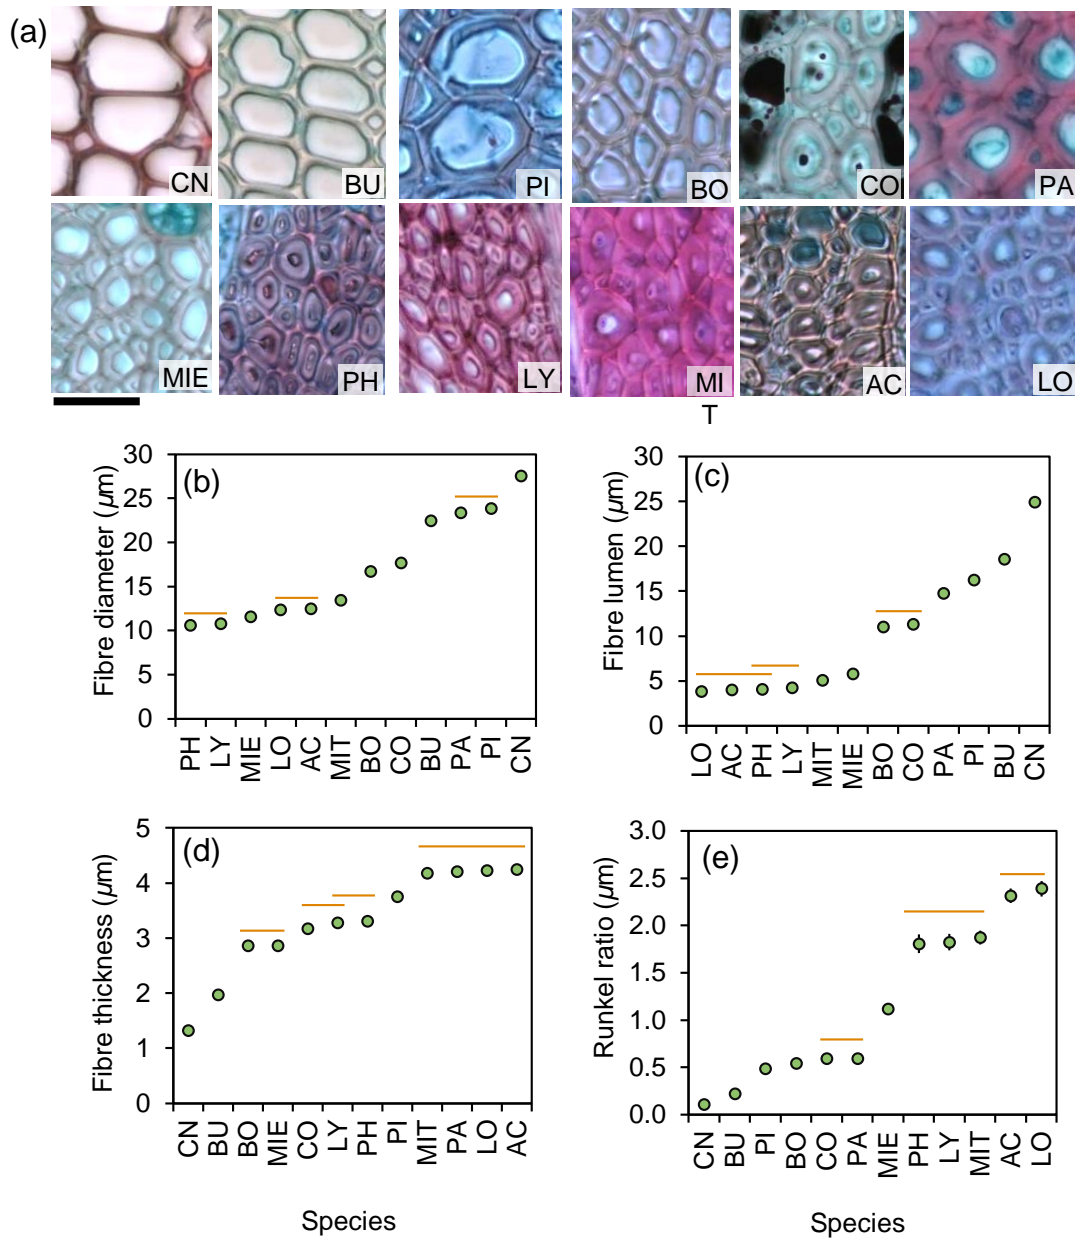 (a)
CN BU PI BO CO PA
MIE PH LY MI AC LO
T
(b)
Fibre diameter (µm)
30
25
20
15
10
5
0
PH LY MIE LO AC MIT BO CO BU PA PI CN
(c)
Fibre lumen (µm)
30
25
20
15
10
5
0
LO AC PH LY MIT MIE BO CO PA PI BU CN
(d)
Fibre thickness (µm)
5
4
3
2
1
0
CN BU BO MIE CO LY PH PI MIT PA LO AC
Species
(e)
Runkel ratio (µm)
3.0
2.5
2.0
1.5
1.0
0.5
0.0
CN BU PI BO CO PA MIE PH LY MIT AC LO
Species